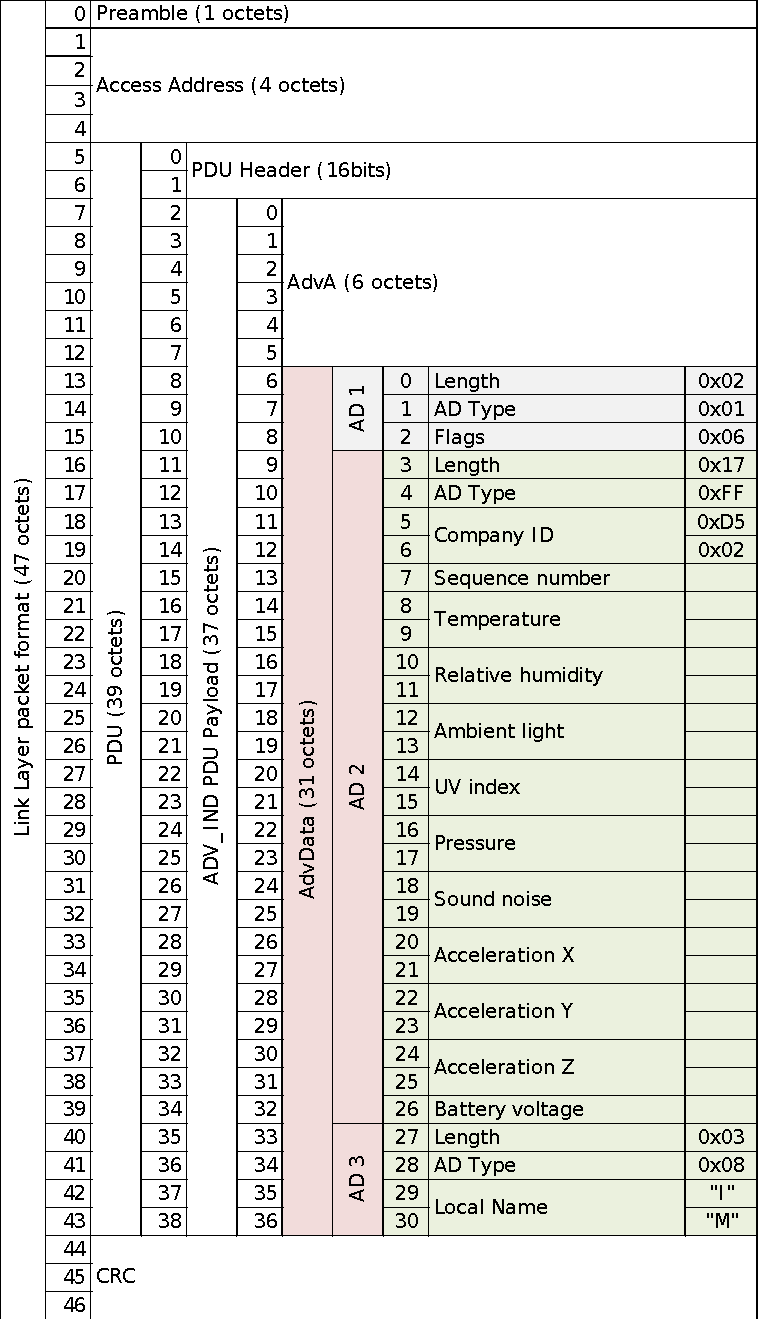 0 Preamble (1 octets)
1
2
Access Address (4 octets)
3
4
5 0 PDU Header (16bits)
6 1
7 2 0
8 3 1
9 4 2
AdvA (6 octets)
10 5 3
11 6 4
12 7 5
13 8 6 AD 1 0 Length 0x02
14 9 7 1 AD Type 0x01
15 10 8 2 Flags 0x06
16 11 9 3 Length 0x17
17 12 10 4 AD Type 0xFF
18 13 11 5 Company ID 0xD5
19 14 12 6 0x02
20 15 13 7 Sequence number
21 16 14 8 Temperature
22 17 15 9
23 18 16 10 Relative humidity
24 19 17 11
25 20 18 12 Ambient light
26 21 19 13
27 22 20 14 UV index
28 23 21 15
29 24 22 16 Pressure
30 25 23 17
31 26 24 18 Sound noise
32 27 25 19
33 28 26 20 Acceleration X
34 29 27 21
35 30 28 22 Acceleration Y
36 31 29 23
37 32 30 24 Acceleration Z
38 33 31 25
39 34 32 26 Battery voltage
40 35 33 27 Length 0x03
41 36 34 28 AD Type 0x08
42 37 35 29 Local Name "I"
43 38 36 30 "M"
44
45 CRC
46
Link Layer packet format (47 octets)
PDU (39 octets)
ADV_IND PDU Payload (37 octets)
AdvData (31 octets)
AD 2
AD 3